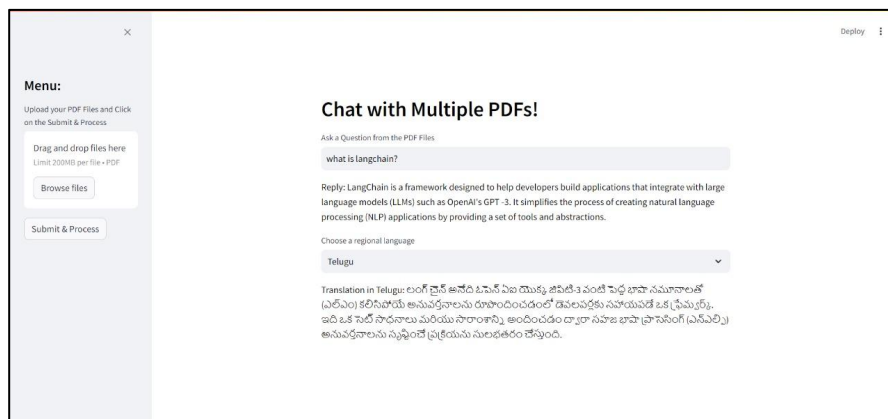 Deploy
Menu:
Upload your PDF Files and Click
on the Submit & Process
Drag and drop files here
Limit 200MB per file • PDF
Browse files
Submit & Process
Chat with Multiple PDFs!
Ask a Question from the PDF Files
what is langchain?
Reply: LangChain is a framework designed to help developers build applications that integrate with large
language models (LLMs) such as OpenAI's GPT -3. It simplifies the process of creating natural language
processing (NLP) applications by providing a set of tools and abstractions.
Choose a regional language
Telugu
Translation in Telugu: లంగ్ చైన్ అనేది ఓపెన్ ఏఐ యొక్క జిపిటి-3 వంటి పెద్ద భాషా నమూనాలతో
(ఎల్ఎం) కలిసిపోయే అనువర్తనాలను రూపొందించడంలో డెవలపర్లకు సహాయపడే ఒక ఫ్రేమ్వర్క్.
ఇది ఒక సెట్ సాధనాలు మరియు సారాంశాన్ని అందించడం ద్వారా సహజ భాషా ప్రాసెసింగ్ (ఎన్ఎల్పి)
అనువర్తనాలను సృష్టించే ప్రక్రియను సులభతరం చేస్తుంది.